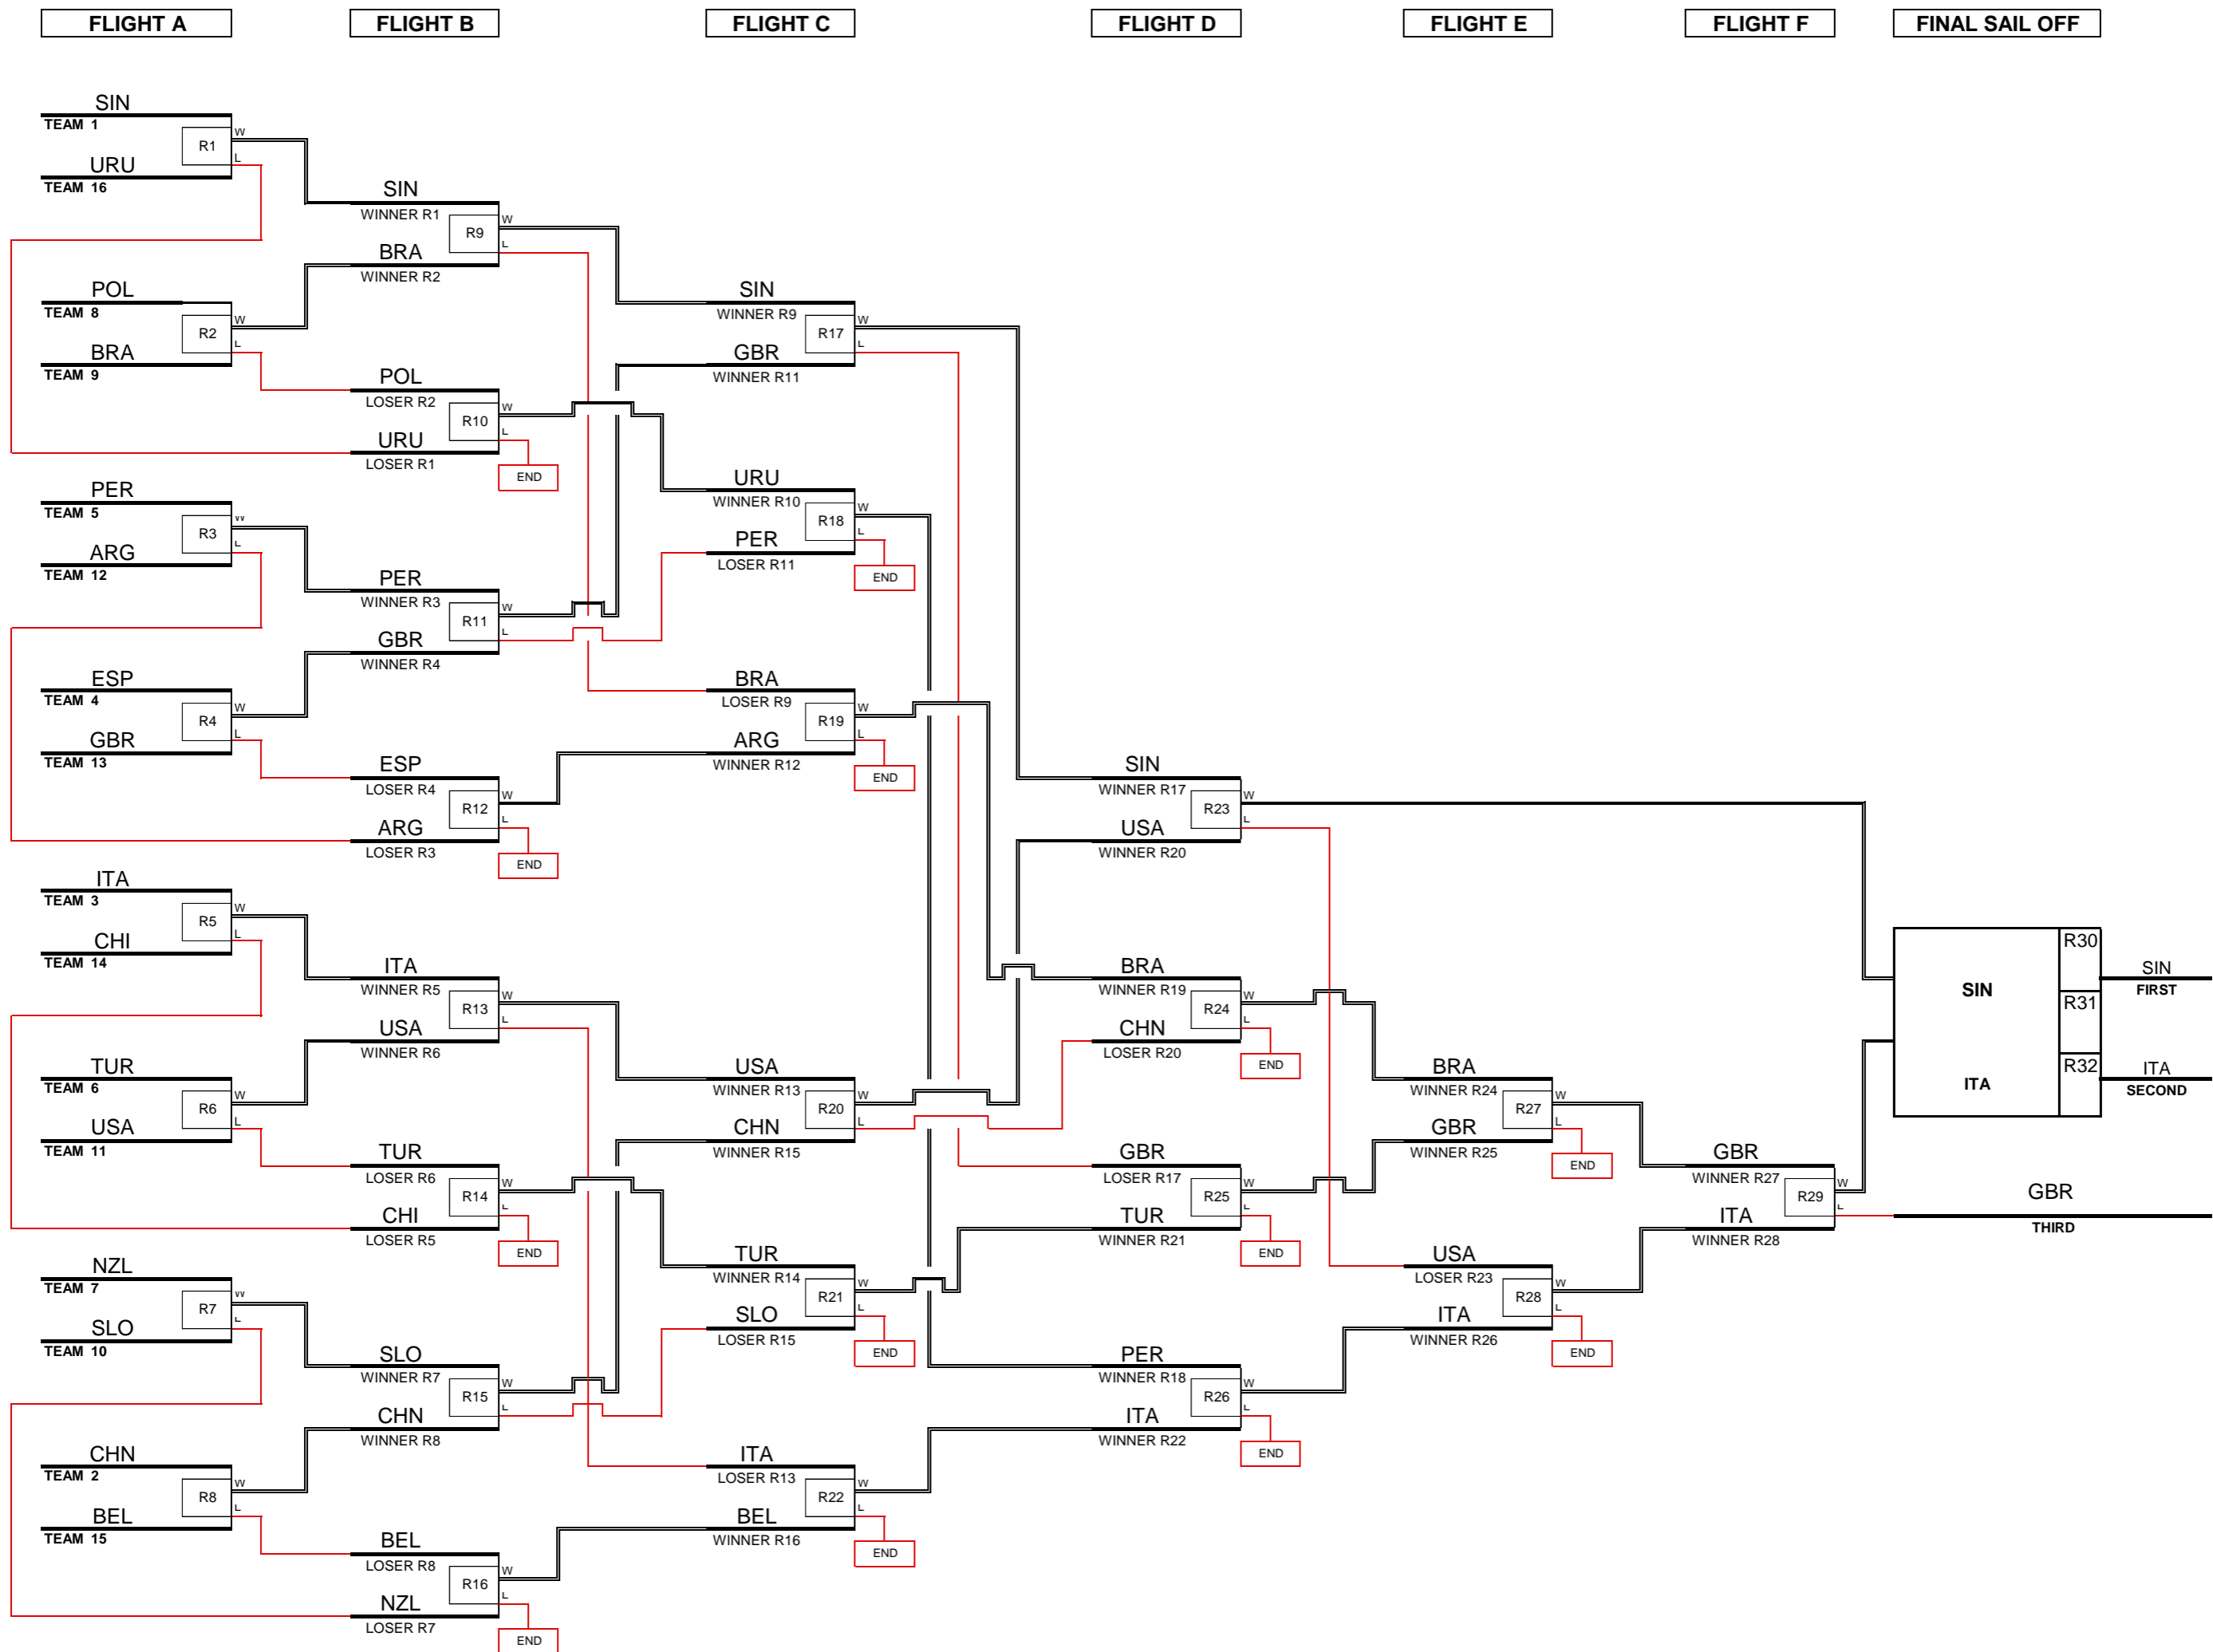 FLIGHT A
FLIGHT B
FLIGHT C
FLIGHT D
FLIGHT E
FLIGHT F
FINAL SAIL OFF
SIN
TEAM 1
R1
W
L
URU
TEAM 16
POL
TEAM 8
R2
W
L
BRA
TEAM 9
PER
TEAM 5
R3
W
L
ARG
TEAM 12
ESP
TEAM 4
R4
W
L
GBR
TEAM 13
ITA
TEAM 3
R5
W
L
CHI
TEAM 14
TUR
TEAM 6
R6
W
L
USA
TEAM 11
NZL
TEAM 7
R7
W
L
SLO
TEAM 10
CHN
TEAM 2
R8
W
L
BEL
TEAM 15
SIN
WINNER R1
R9
W
L
BRA
WINNER R2
POL
LOSER R2
R10
W
L
URU
LOSER R1
END
PER
WINNER R3
R11
W
L
GBR
WINNER R4
ESP
LOSER R4
R12
W
L
ARG
LOSER R3
END
ITA
WINNER R5
R13
W
L
USA
WINNER R6
TUR
LOSER R6
R14
W
L
CHI
LOSER R5
END
SLO
WINNER R7
R15
W
L
CHN
WINNER R8
BEL
LOSER R8
R16
W
L
NZL
LOSER R7
END
SIN
WINNER R9
R17
W
L
GBR
WINNER R11
URU
WINNER R10
R18
W
L
PER
LOSER R11
END
BRA
LOSER R9
R19
W
L
ARG
WINNER R12
END
USA
WINNER R13
R20
W
L
CHN
WINNER R15
TUR
WINNER R14
R21
W
L
SLO
LOSER R15
END
ITA
LOSER R13
R22
W
L
BEL
WINNER R16
END
SIN
WINNER R17
R23
W
L
USA
WINNER R20
BRA
WINNER R19
R24
W
L
CHN
LOSER R20
END
GBR
LOSER R17
R25
W
L
TUR
WINNER R21
END
PER
WINNER R18
R26
W
L
ITA
WINNER R22
END
BRA
WINNER R24
R27
W
L
GBR
WINNER R25
END
USA
LOSER R23
R28
W
L
ITA
WINNER R26
END
GBR
WINNER R27
R29
W
L
ITA
WINNER R28
SIN
ITA
R30
R31
R32
SIN
FIRST
ITA
SECOND
GBR
THIRD